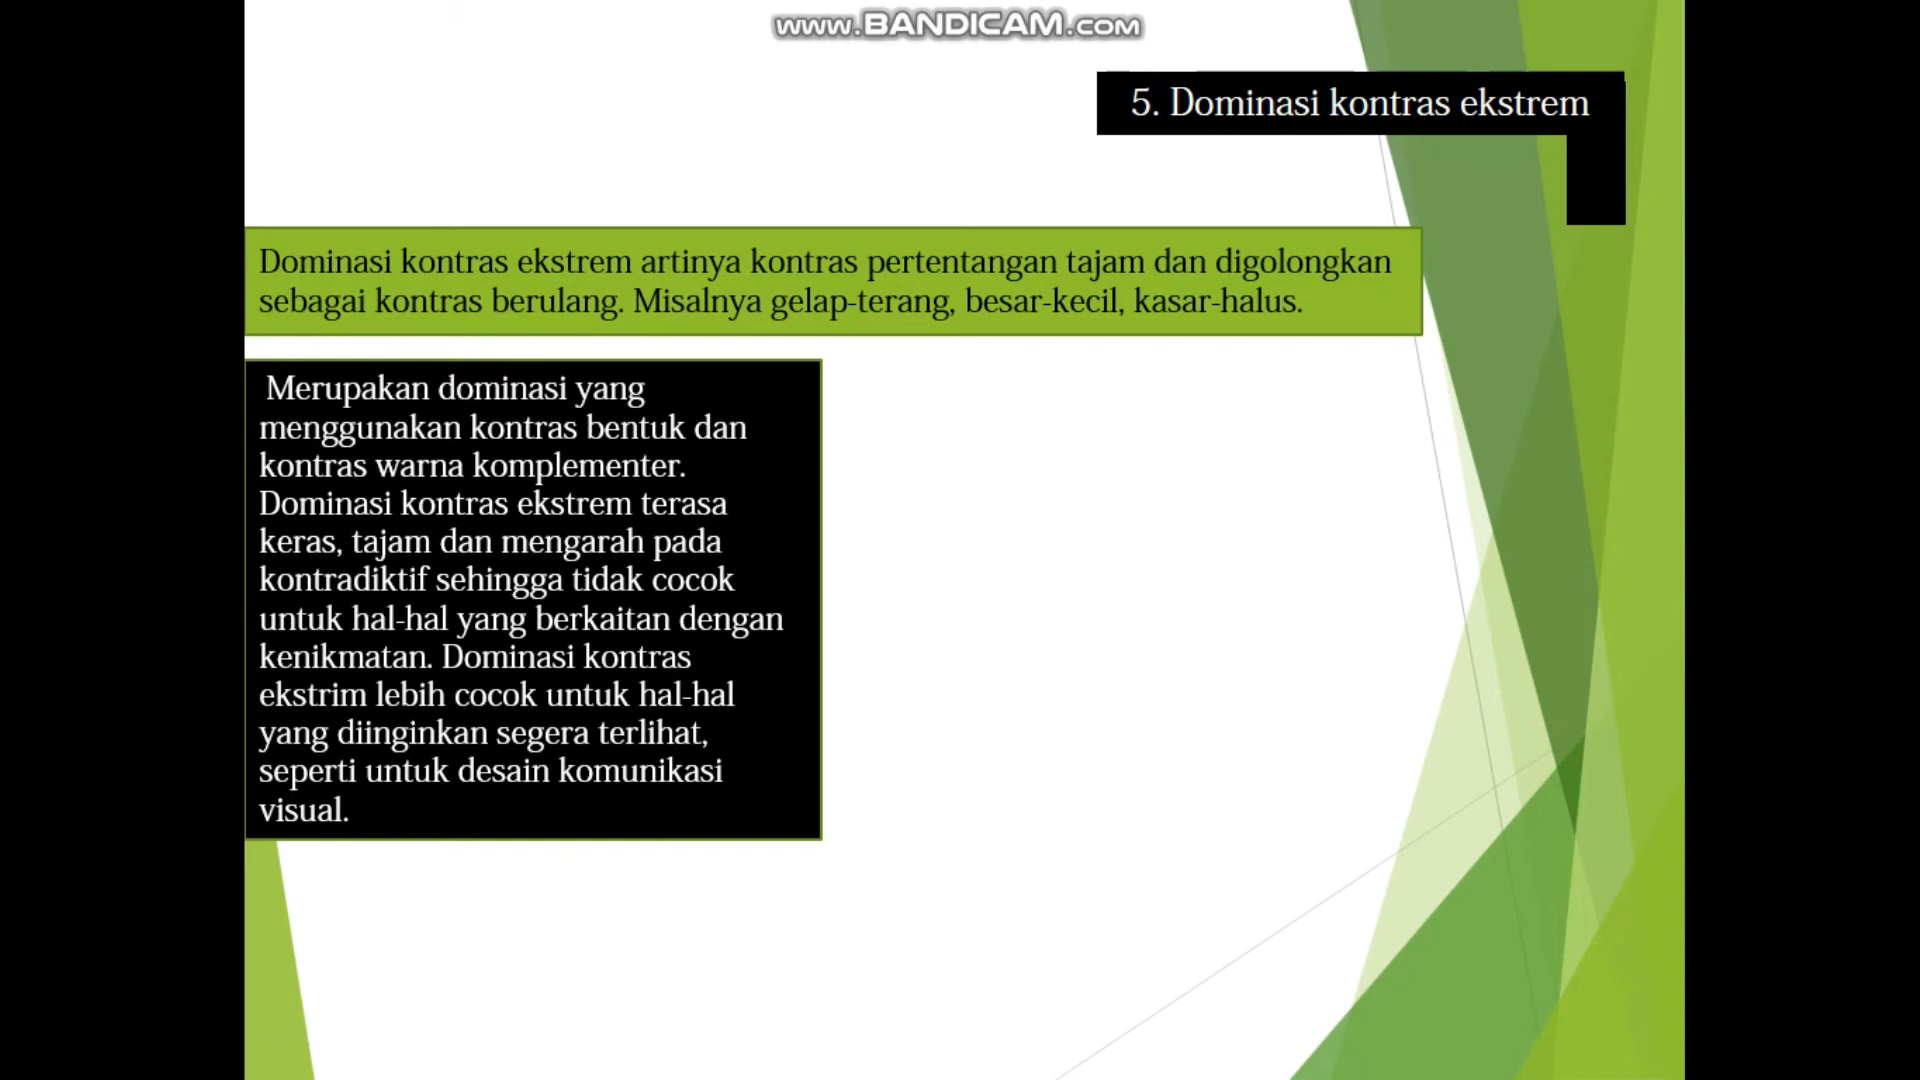 www.BANDICAM.com
5. Dominasi kontras ekstrem
Dominasi kontras ekstrem artinya kontras pertentangan tajam dan digolongkan
sebagai kontras berulang. Misalnya gelap-terang, besar-kecil, kasar-halus.
Merupakan dominasi yang
menggunakan kontras bentuk dan
kontras warna komplementer.
Dominasi kontras ekstrem terasa
keras, tajam dan mengarah pada
kontradiktif sehingga tidak cocok
untuk hal-hal yang berkaitan dengan
kenikmatan. Dominasi kontras
ekstrim lebih cocok untuk hal-hal
yang diinginkan segera terlihat,
seperti untuk desain komunikasi
visual.